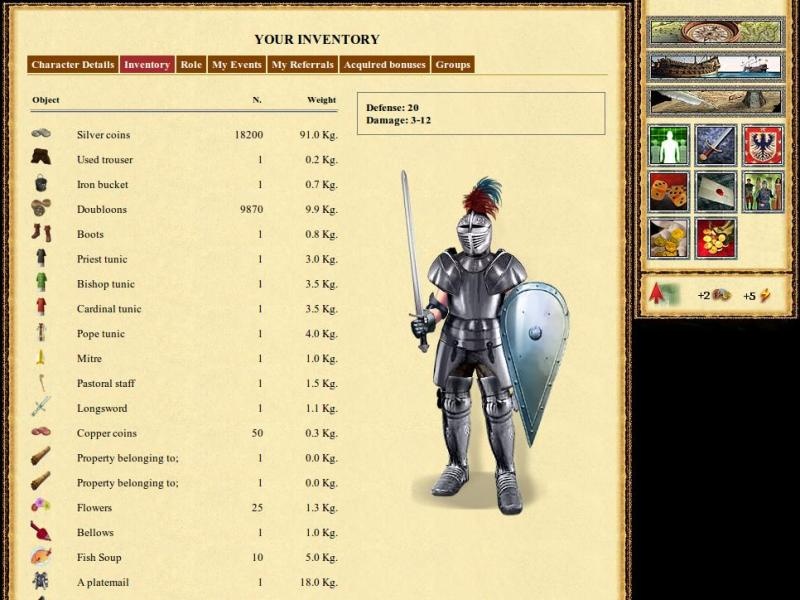 YOUR INVENTORY
Character Details Inventory Role My Events My Referrals Acquired bonuses Groups
Object N. Weight
Silver coins 18200 91.0 Kg.
Used trouser 1 0.2 Kg.
Iron bucket 1 0.7 Kg.
Doubloons 9870 9.9 Kg.
Boots 1 0.8 Kg.
Priest tunic 1 3.0 Kg.
Bishop tunic 1 3.5 Kg.
Cardinal tunic 1 3.5 Kg.
Pope tunic 1 4.0 Kg.
Mitre 1 1.0 Kg.
Pastoral staff 1 1.5 Kg.
Longsword 1 1.1 Kg.
Copper coins 50 0.3 Kg.
Property belonging to; 1 0.0 Kg.
Property belonging to; 1 0.0 Kg.
Flowers 25 1.3 Kg.
Bellows 1 1.0 Kg.
Fish Soup 10 5.0 Kg.
A platemail 1 18.0 Kg.
Defense: 20
Damage: 3-12
+2 +5